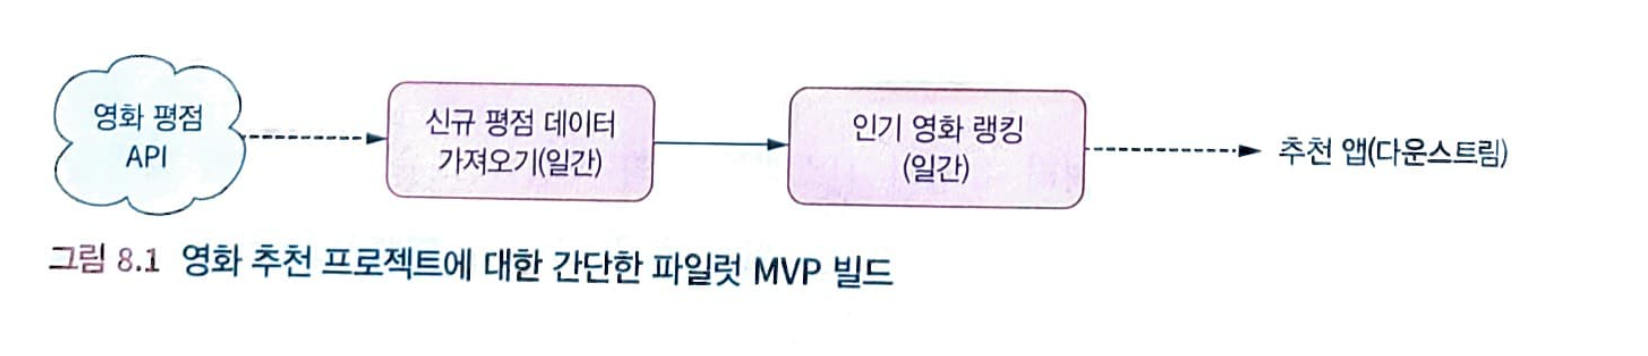 영화 평점
API
신규 평점 데이터
가져오기(일간)
인기 영화 랭킹
(일간)
추천 앱(다운스트림)
그림 8.1 영화 추천 프로젝트에 대한 간단한 파일럿 MVP 빌드